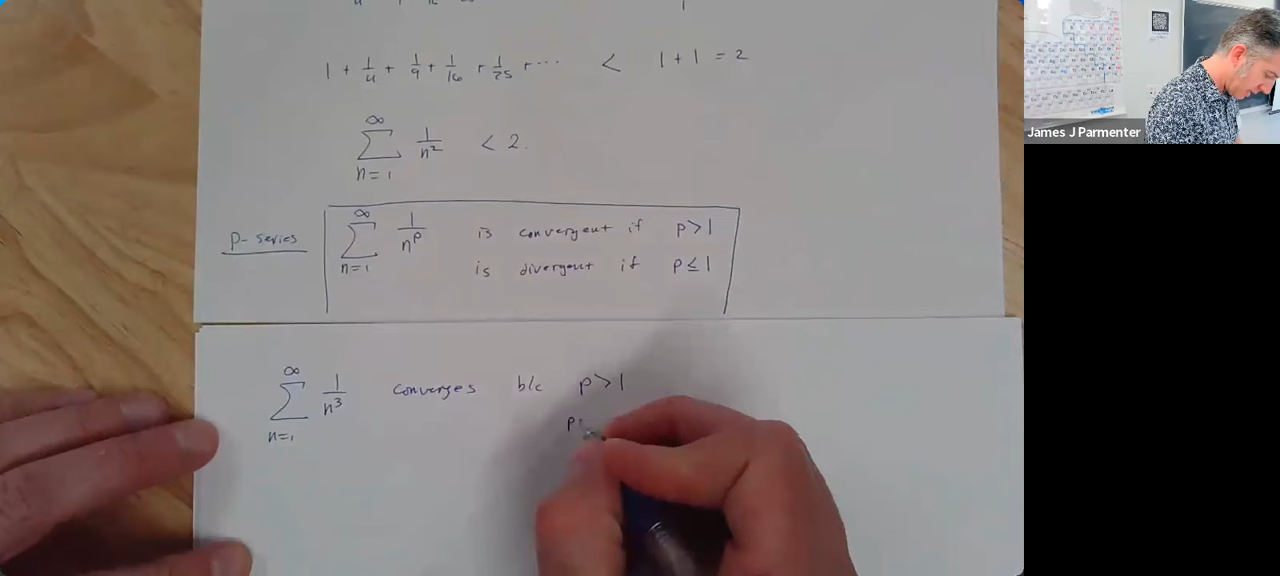 1 + 1/4 + 1/9 + 1/16 + 1/25 + ... < 1 + 1 = 2
∞
∑ 1/n² < 2.
n=1
p-series
∞
∑ 1/n^p is convergent if p>1
n=1 is divergent if p≤1
∞
∑ 1/n³ converges b/c p>1
n=1
p=
James J Parmenter